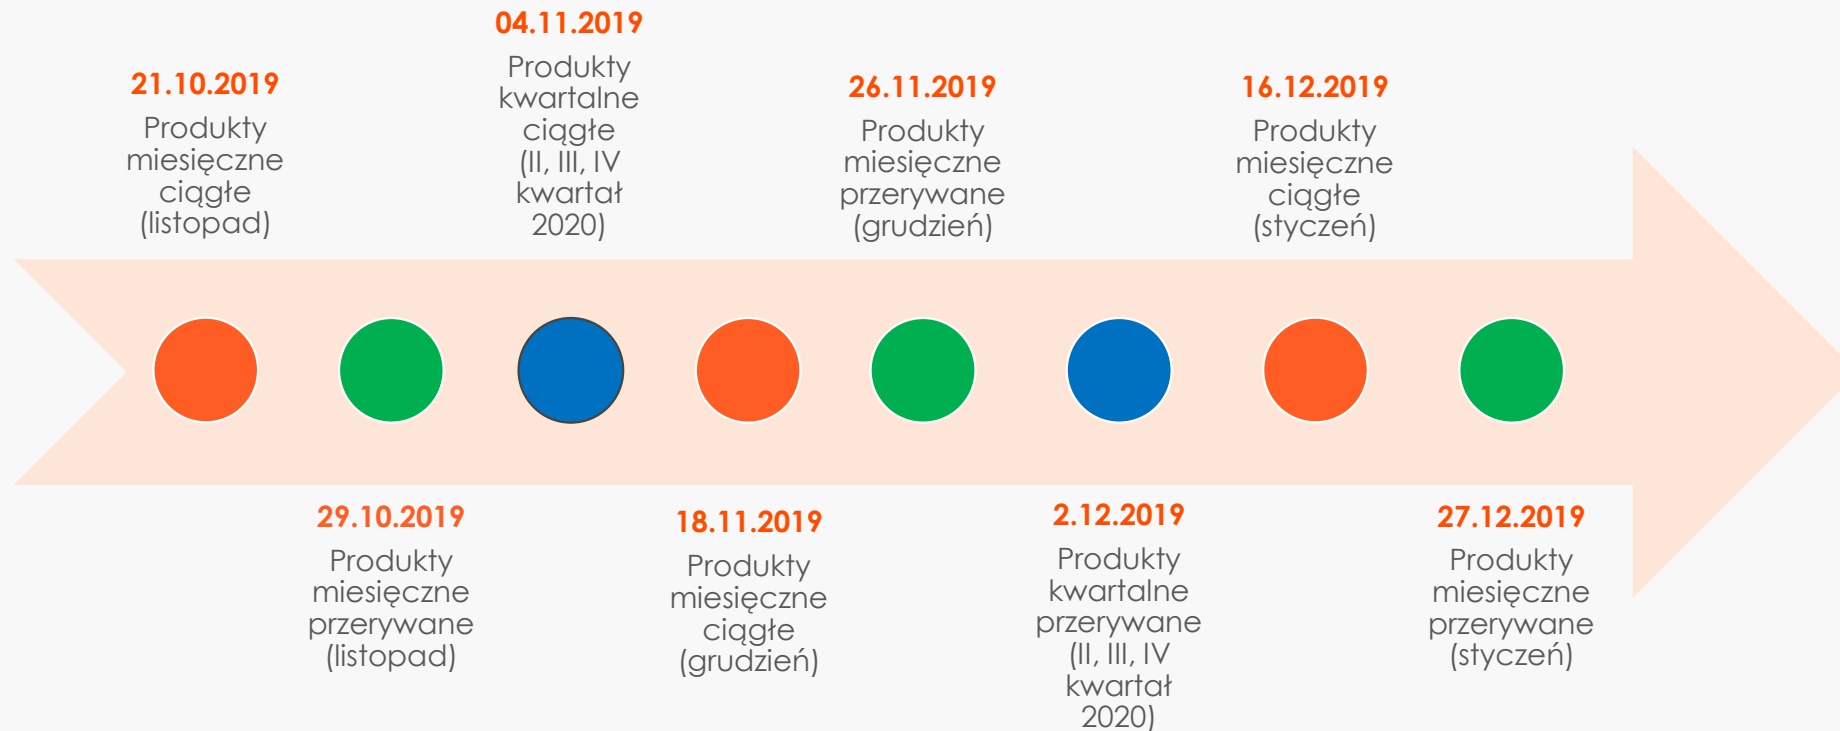 21.10.2019
Produkty
miesięczne
ciągłe
(listopad)
29.10.2019
Produkty
miesięczne
przerywane
(listopad)
04.11.2019
Produkty
kwartalne
ciągłe
(II, III, IV
kwartał
2020)
18.11.2019
Produkty
miesięczne
ciągłe
(grudzień)
26.11.2019
Produkty
miesięczne
przerywane
(grudzień)
2.12.2019
Produkty
kwartalne
przerywane
(II, III, IV
kwartał
2020)
16.12.2019
Produkty
miesięczne
ciągłe
(styczeń)
27.12.2019
Produkty
miesięczne
przerywane
(styczeń)